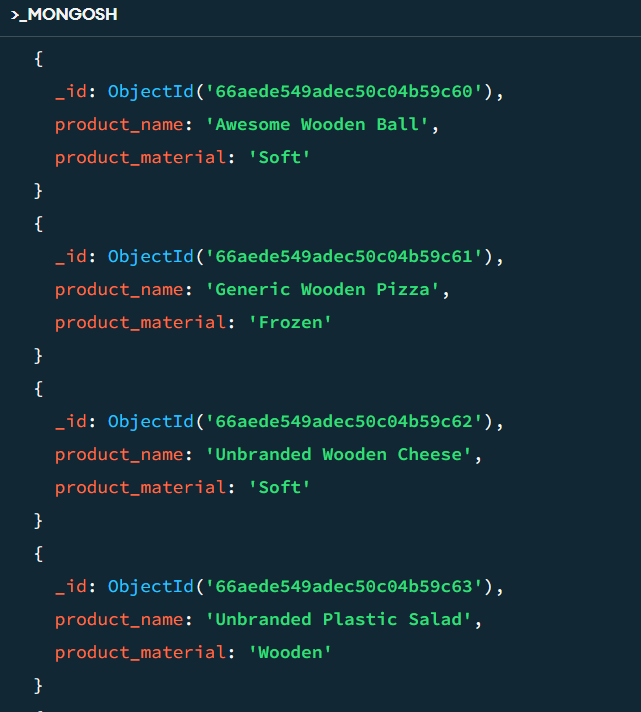 >_MONGOSH
{
_id: ObjectId('66aede549adec50c04b59c60'),
product_name: 'Awesome Wooden Ball',
product_material: 'Soft'
}
{
_id: ObjectId('66aede549adec50c04b59c61'),
product_name: 'Generic Wooden Pizza',
product_material: 'Frozen'
}
{
_id: ObjectId('66aede549adec50c04b59c62'),
product_name: 'Unbranded Wooden Cheese',
product_material: 'Soft'
}
{
_id: ObjectId('66aede549adec50c04b59c63'),
product_name: 'Unbranded Plastic Salad',
product_material: 'Wooden'
}